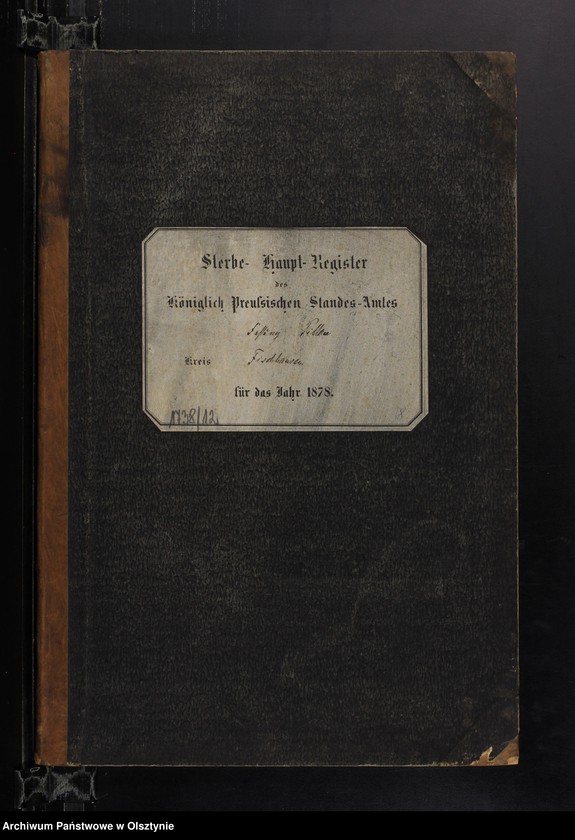 Sterbe- Haupt-Register
des
Königlich Preußischen Standes-Amtes
Festung Pillau
Kreis Fischhausen
für das Jahr 1878.
1738/12
8
Archiwum Państwowe w Olsztynie